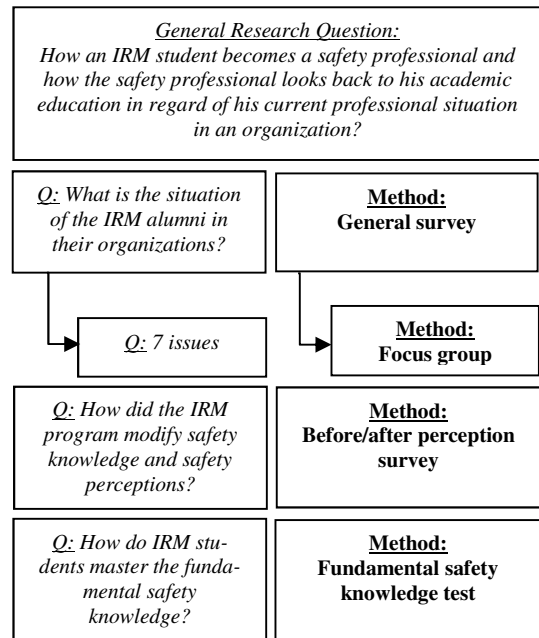 General Research Question:
How an IRM student becomes a safety professional and
how the safety professional looks back to his academic
education in regard of his current professional situation
in an organization?
Q: What is the situation
of the IRM alumni in
their organizations?
Method:
General survey
Q: 7 issues
Method:
Focus group
Q: How did the IRM
program modify safety
knowledge and safety
perceptions?
Method:
Before/after perception
survey
Q: How do IRM stu-
dents master the funda-
mental safety
knowledge?
Method:
Fundamental safety
knowledge test